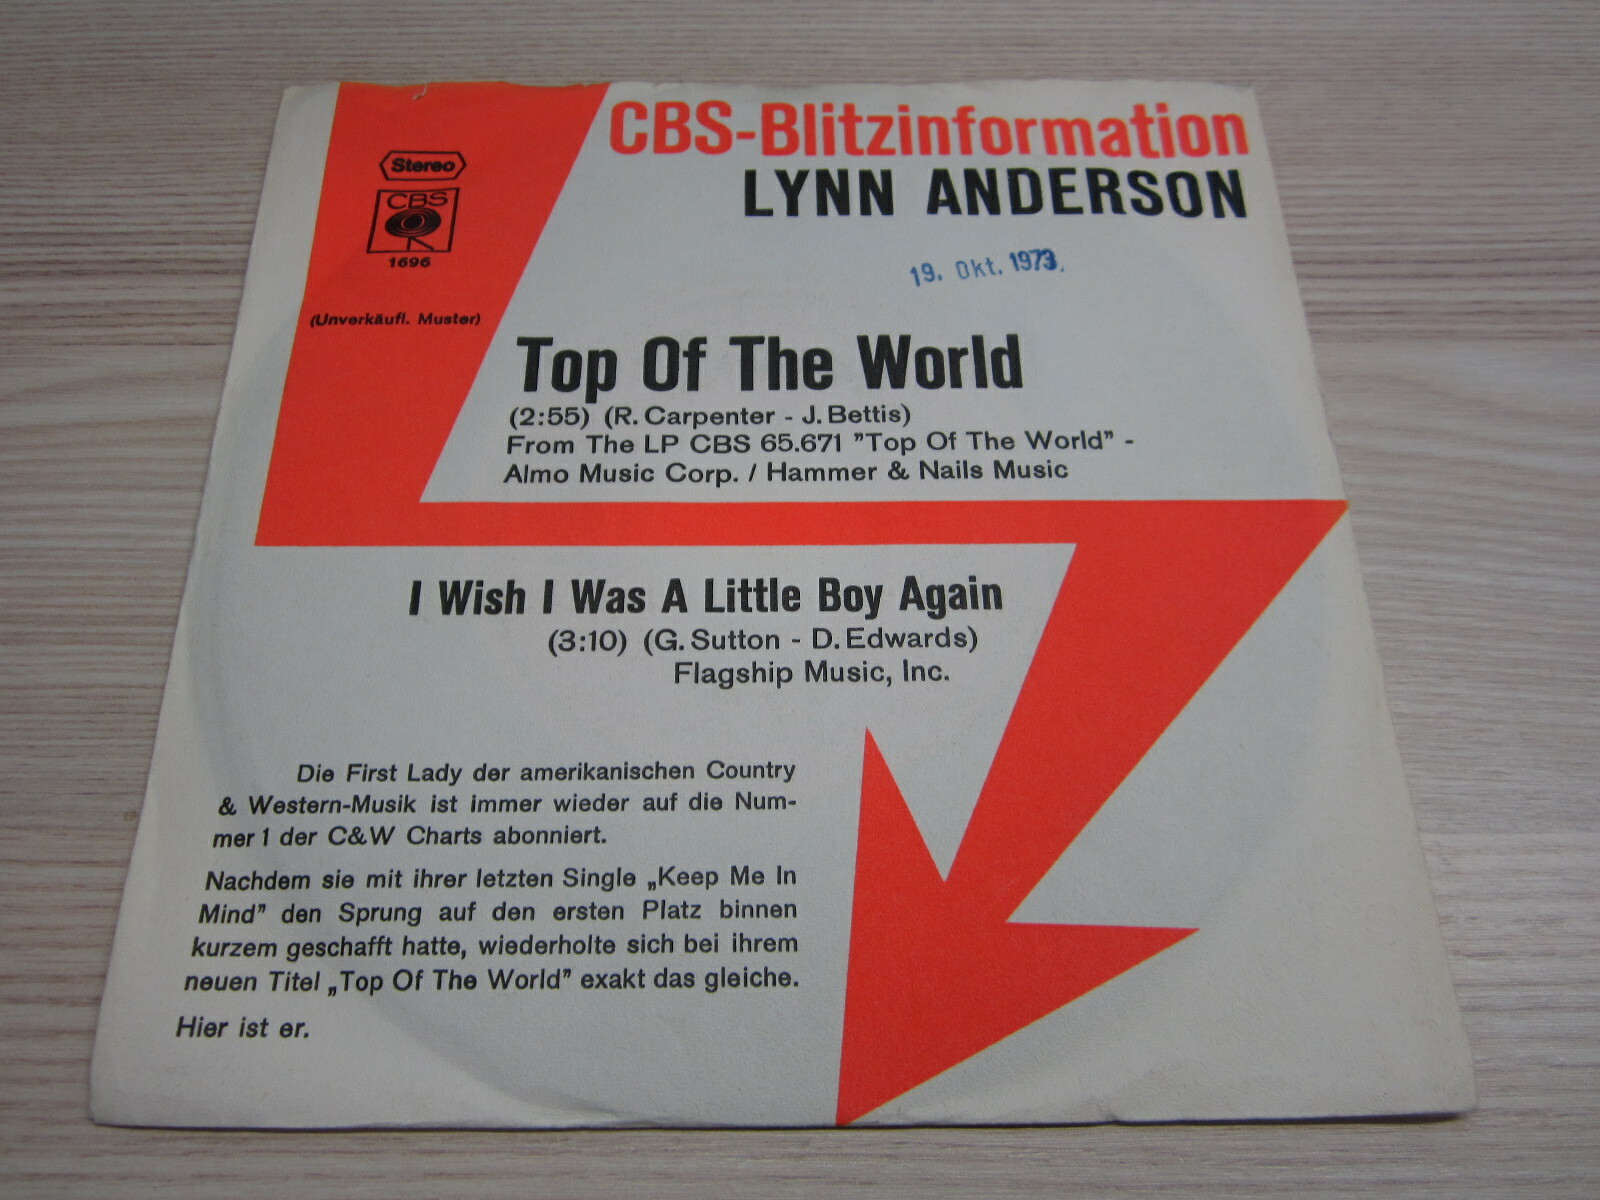 CBS-Blitzinformation
LYNN ANDERSON
Stereo
CBS
1696
19. Okt. 1973.
(Unverkäufl. Muster)
Top Of The World
(2:55) (R. Carpenter - J. Bettis)
From The LP CBS 65.671 "Top Of The World" -
Almo Music Corp. / Hammer & Nails Music
I Wish I Was A Little Boy Again
(3:10) (G. Sutton - D. Edwards)
Flagship Music, Inc.
Die First Lady der amerikanischen Country
& Western-Musik ist immer wieder auf die Num-
mer 1 der C&W Charts abonniert.
Nachdem sie mit ihrer letzten Single „Keep Me In
Mind” den Sprung auf den ersten Platz binnen
kurzem geschafft hatte, wiederholte sich bei ihrem
neuen Titel „Top Of The World” exakt das gleiche.
Hier ist er.